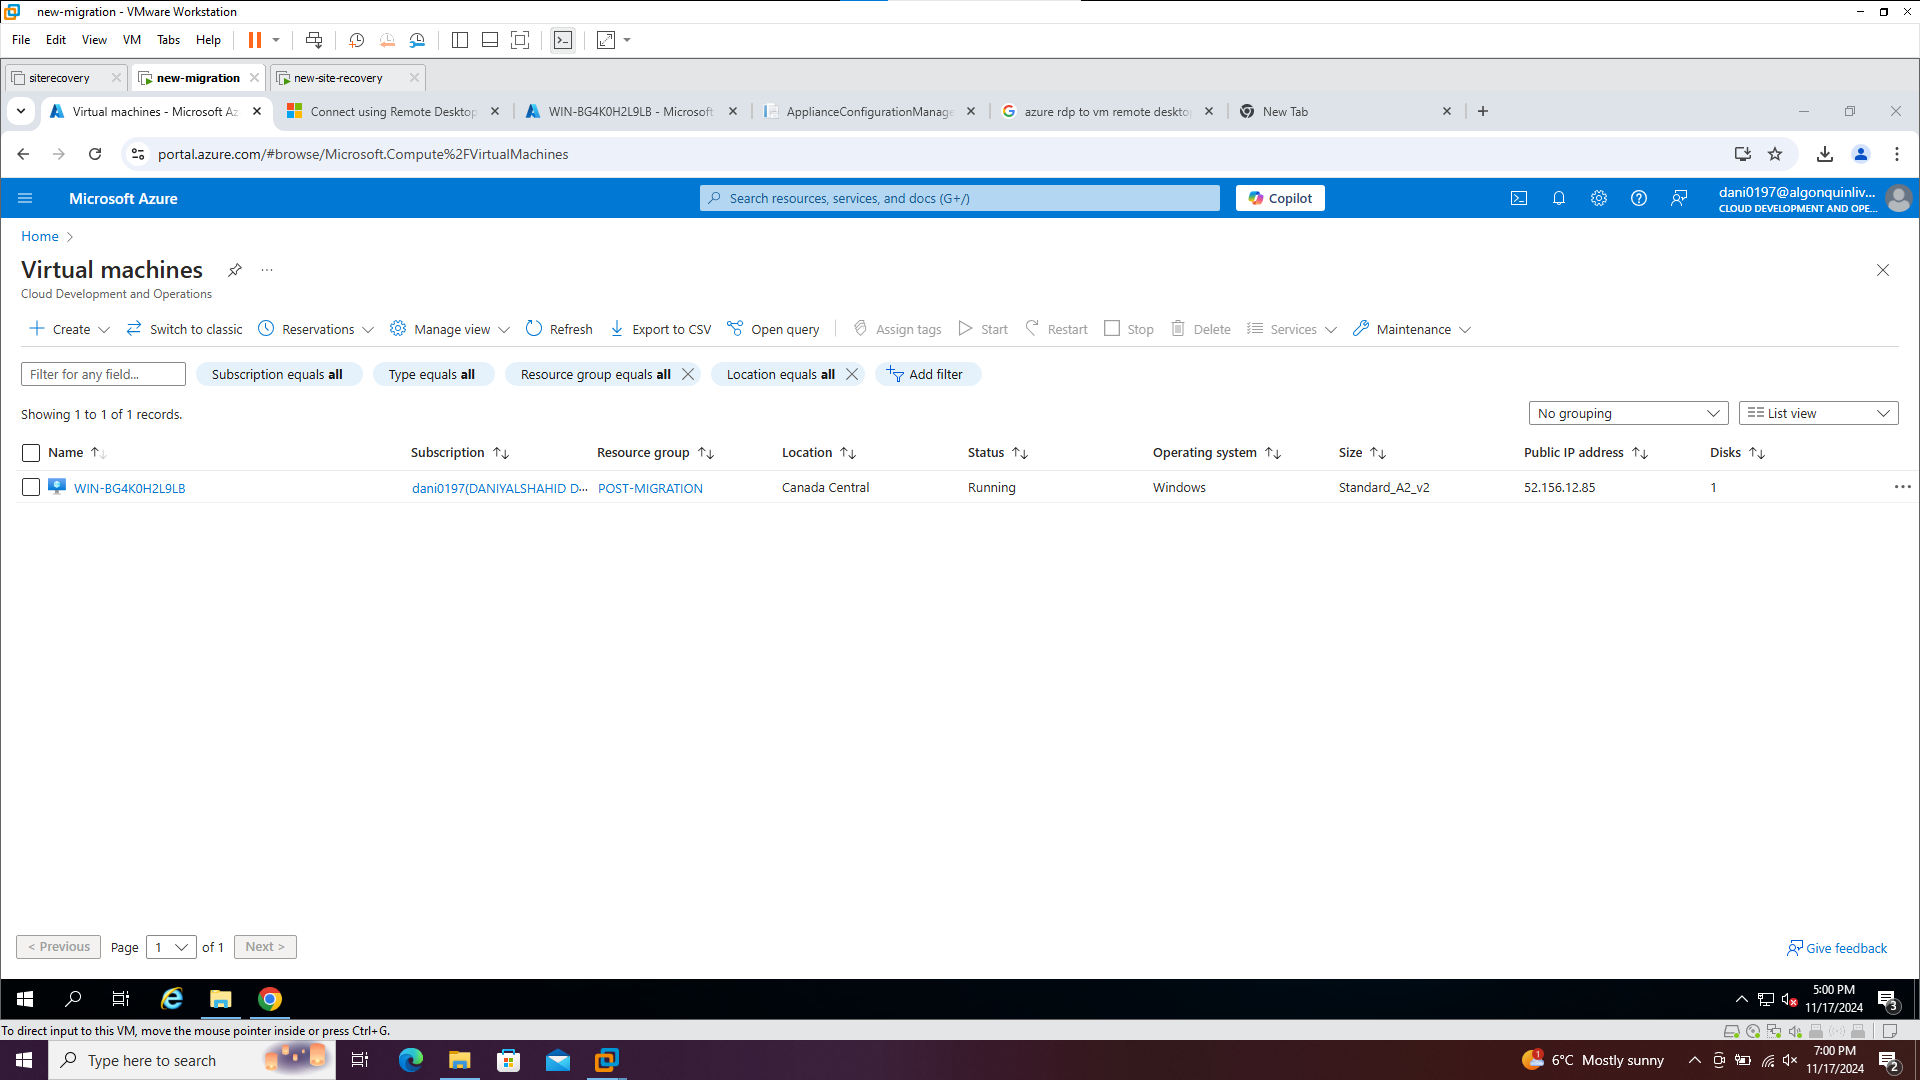 new-migration - VMware Workstation
File Edit View VM Tabs Help
siterecovery new-migration new-site-recovery
Virtual machines - Microsoft Az Connect using Remote Desktop WIN-BG4K0H2L9LB - Microsoft ApplianceConfigurationManage azure rdp to vm remote deskto New Tab
portal.azure.com/#browse/Microsoft.Compute%2FVirtualMachines
Microsoft Azure Search resources, services, and docs (G+/) Copilot dani0197@algonquinliv...
CLOUD DEVELOPMENT AND OPE...
Home
Virtual machines
Cloud Development and Operations
Create Switch to classic Reservations Manage view Refresh Export to CSV Open query Assign tags Start Restart Stop Delete Services Maintenance
Filter for any field... Subscription equals all Type equals all Resource group equals all Location equals all Add filter
Showing 1 to 1 of 1 records. No grouping List view
Name Subscription Resource group Location Status Operating system Size Public IP address Disks
WIN-BG4K0H2L9LB dani0197(DANIYALSHAHID D... POST-MIGRATION Canada Central Running Windows Standard_A2_v2 52.156.12.85 1
< Previous Page 1 of 1 Next > Give feedback
5:00 PM
11/17/2024 3
To direct input to this VM, move the mouse pointer inside or press Ctrl+G.
Type here to search 1 6°C Mostly sunny 7:00 PM
11/17/2024 2